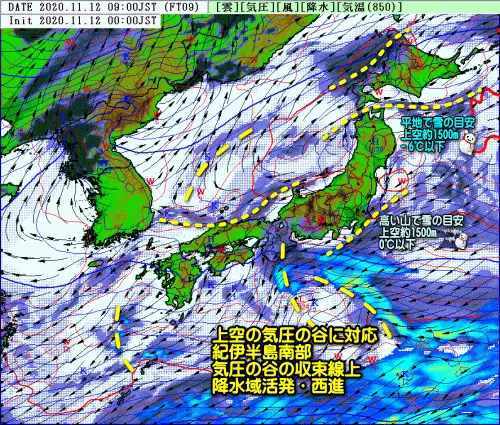 DATE 2020.11.12 09:00JST (FT09)
[雲][気圧][風][降水][気温(850)]
Init 2020.11.12 00:00JST
平地で雪の目安
上空約1500m
-6℃以下
高い山で雪の目安
上空約1500m
0℃以下
上空の気圧の谷に対応
紀伊半島南部
気圧の谷の収束線上
降水域活発・西進